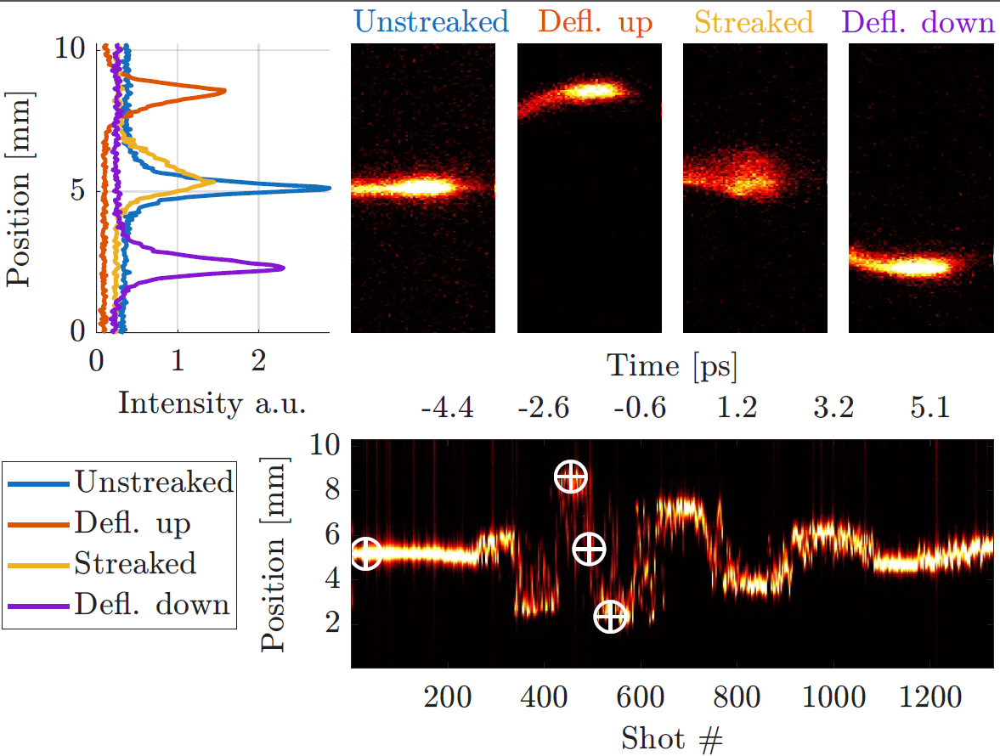 Unstreaked Defl. up Streaked Defl. down
10
5
0
Position [mm]
0 1 2
Intensity a.u.
Time [ps]
-4.4 -2.6 -0.6 1.2 3.2 5.1
Unstreaked
Defl. up
Streaked
Defl. down
10
8
6
4
2
Position [mm]
200 400 600 800 1000 1200
Shot #